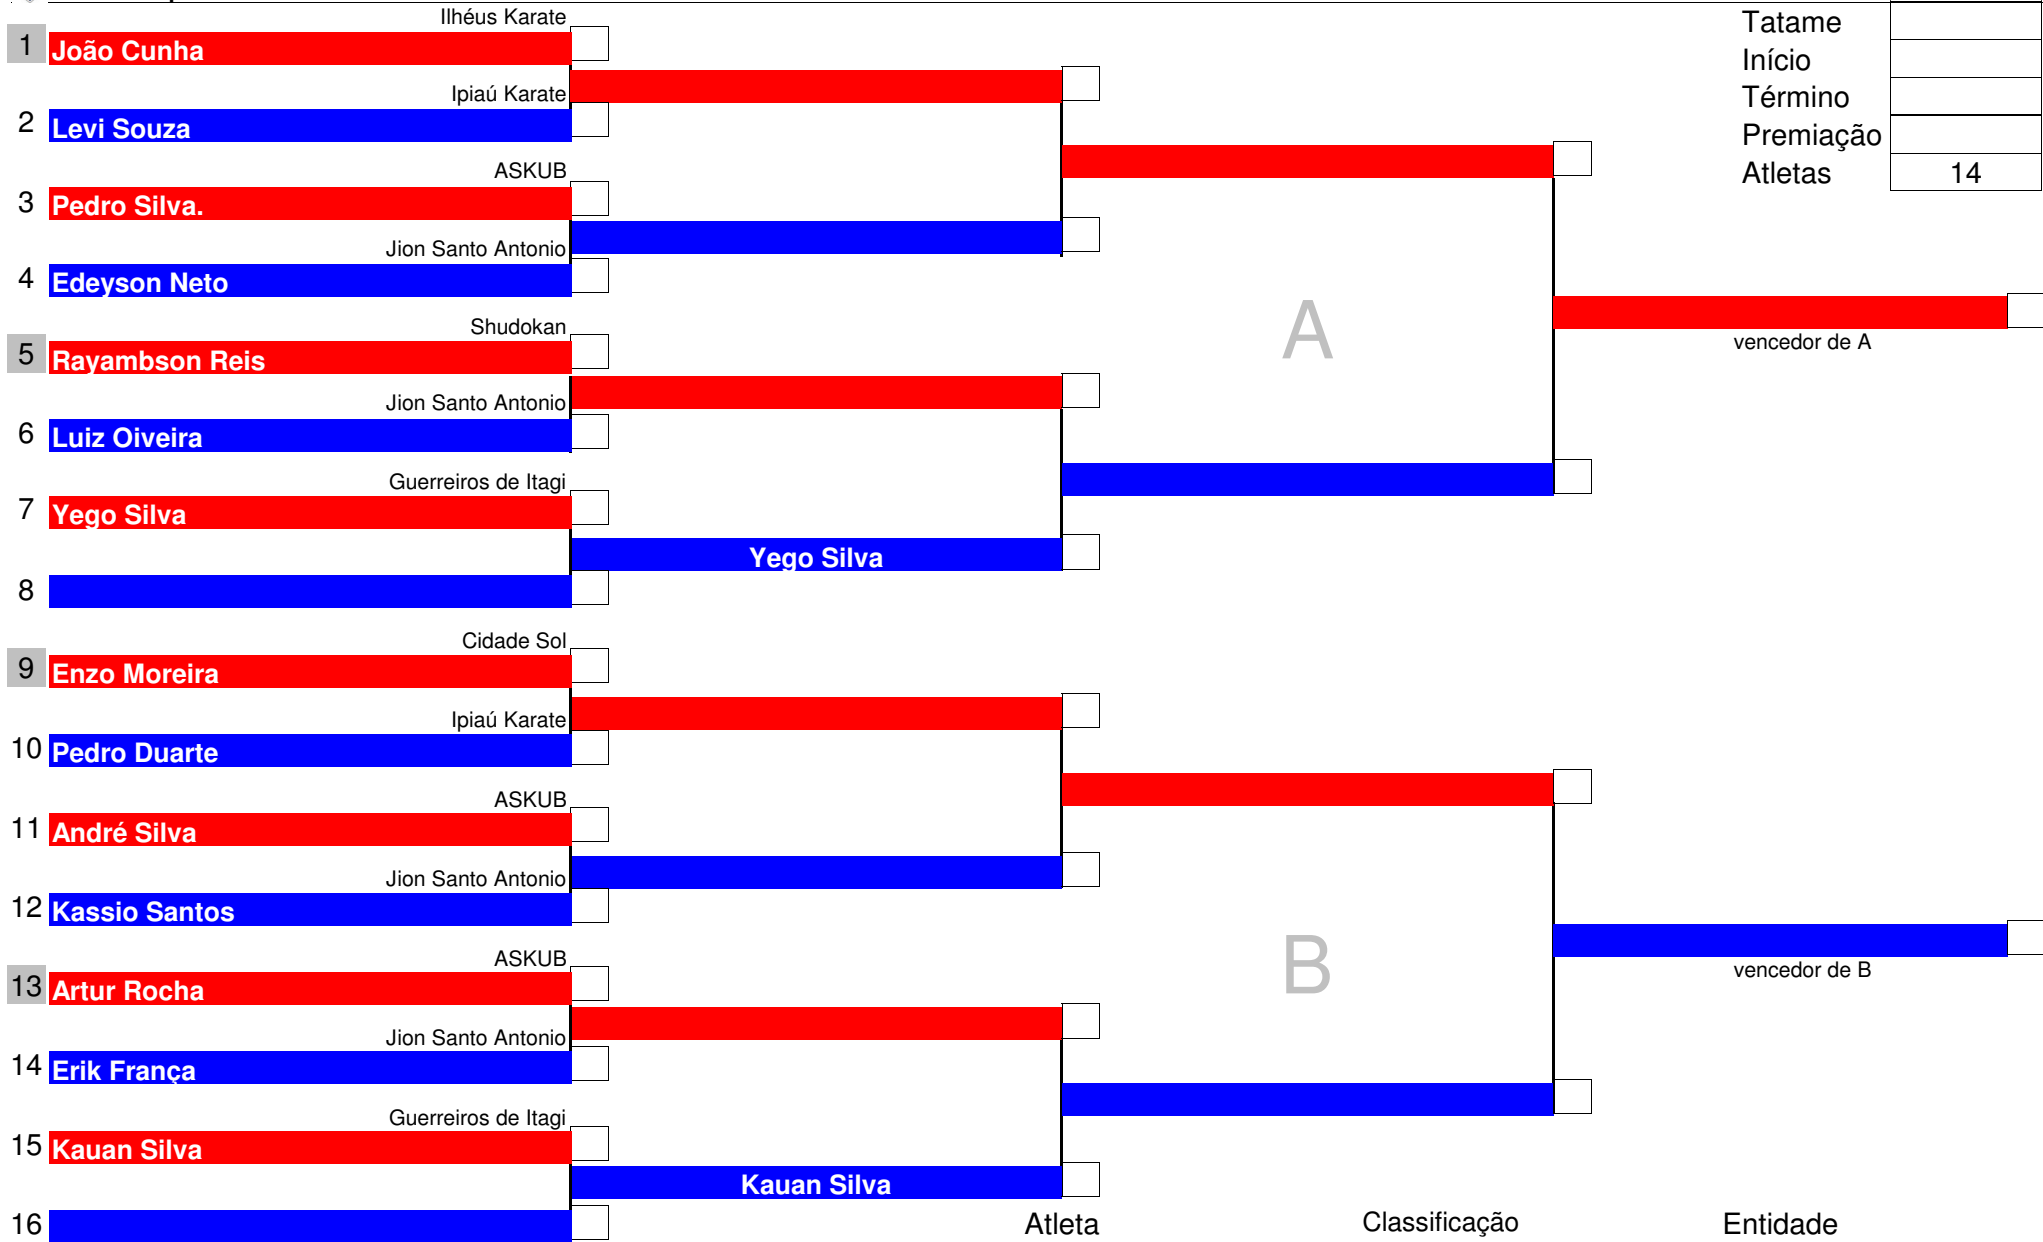 Ilhéus Karate
1 João Cunha
Ipiaú Karate
2 Levi Souza
ASKUB
3 Pedro Silva.
Jion Santo Antonio
4 Edeyson Neto
Shudokan
5 Rayambson Reis
Jion Santo Antonio
6 Luiz Oiveira
Guerreiros de Itagi
7 Yego Silva
Yego Silva
8
Cidade Sol
9 Enzo Moreira
Ipiaú Karate
10 Pedro Duarte
ASKUB
11 André Silva
Jion Santo Antonio
12 Kassio Santos
ASKUB
13 Artur Rocha
Jion Santo Antonio
14 Erik França
Guerreiros de Itagi
15 Kauan Silva
Kauan Silva
16
A
B
vencedor de A
vencedor de B
Tatame
Início
Término
Premiação
Atletas 14
Atleta Classificação Entidade